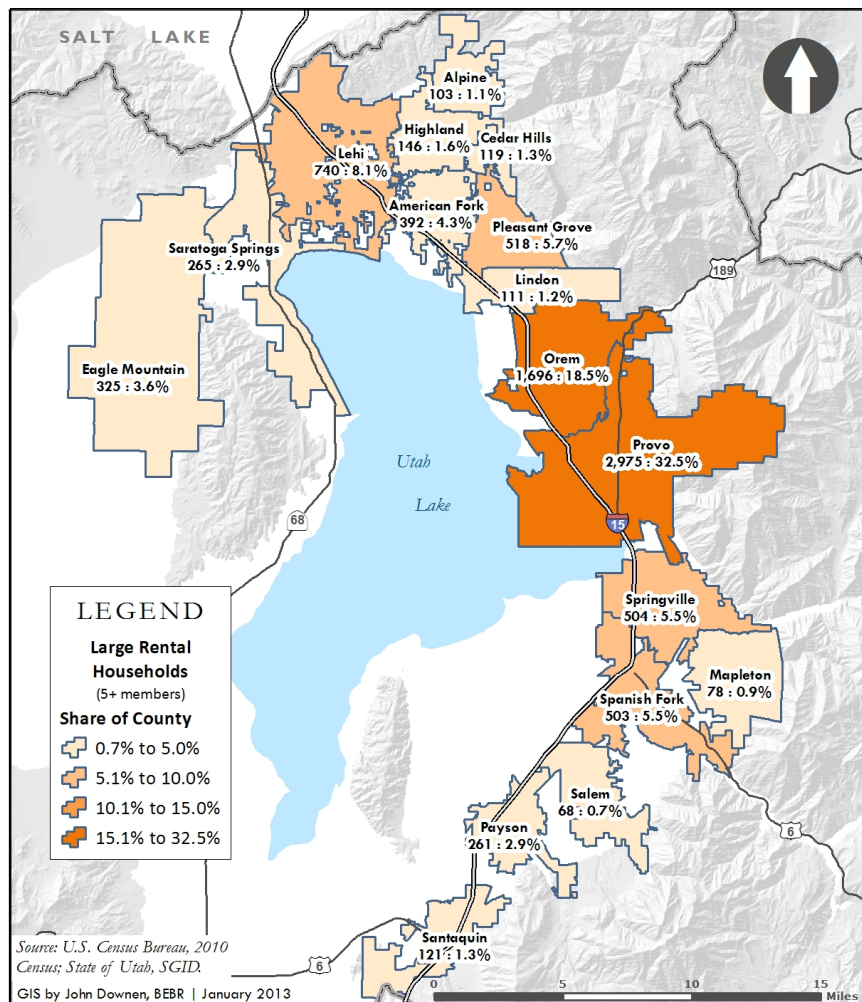 SALT LAKE
Alpine
103 : 1.1%
Highland
146 : 1.6%
Cedar Hills
119 : 1.3%
Lehi
740 : 8.1%
American Fork
392 : 4.3%
Pleasant Grove
518 : 5.7%
Saratoga Springs
265 : 2.9%
Lindon
111 : 1.2%
189
Eagle Mountain
325 : 3.6%
Orem
1,696 : 18.5%
Provo
2,975 : 32.5%
Utah
Lake
68
15
Springville
504 : 5.5%
Mapleton
78 : 0.9%
Spanish Fork
503 : 5.5%
Salem
68 : 0.7%
Payson
261 : 2.9%
6
Santaquin
121 : 1.3%
6
LEGEND
Large Rental
Households
(5+ members)
Share of County
0.7% to 5.0%
5.1% to 10.0%
10.1% to 15.0%
15.1% to 32.5%
Source: U.S. Census Bureau, 2010
Census; State of Utah, SGID.
GIS by John Downen, BEBR | January 2013
0 5 10 15
Miles